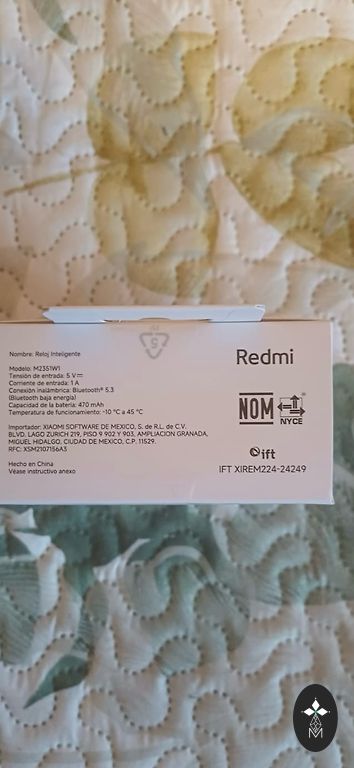 Redmi
Nombre: Reloj Inteligente
Modelo: M2351W1
Tensión de entrada: 5 V⎓
Corriente de entrada: 1 A
Conexión inalámbrica: Bluetooth® 5.3
(Bluetooth baja energía)
Capacidad de la batería: 470 mAh
Temperatura de funcionamiento: -10 °C a 45 °C
Importador: XIAOMI SOFTWARE DE MEXICO, S. de R.L. de C.V.
BLVD. LAGO ZURICH 219, PISO 9 902 Y 903, AMPLIACION GRANADA,
MIGUEL HIDALGO, CIUDAD DE MEXICO, C.P. 11529.
RFC: XSM2107156A3
Hecho en China
Véase instructivo anexo
NOM
NYCE
ift
IFT XIREM224-24249
5
M